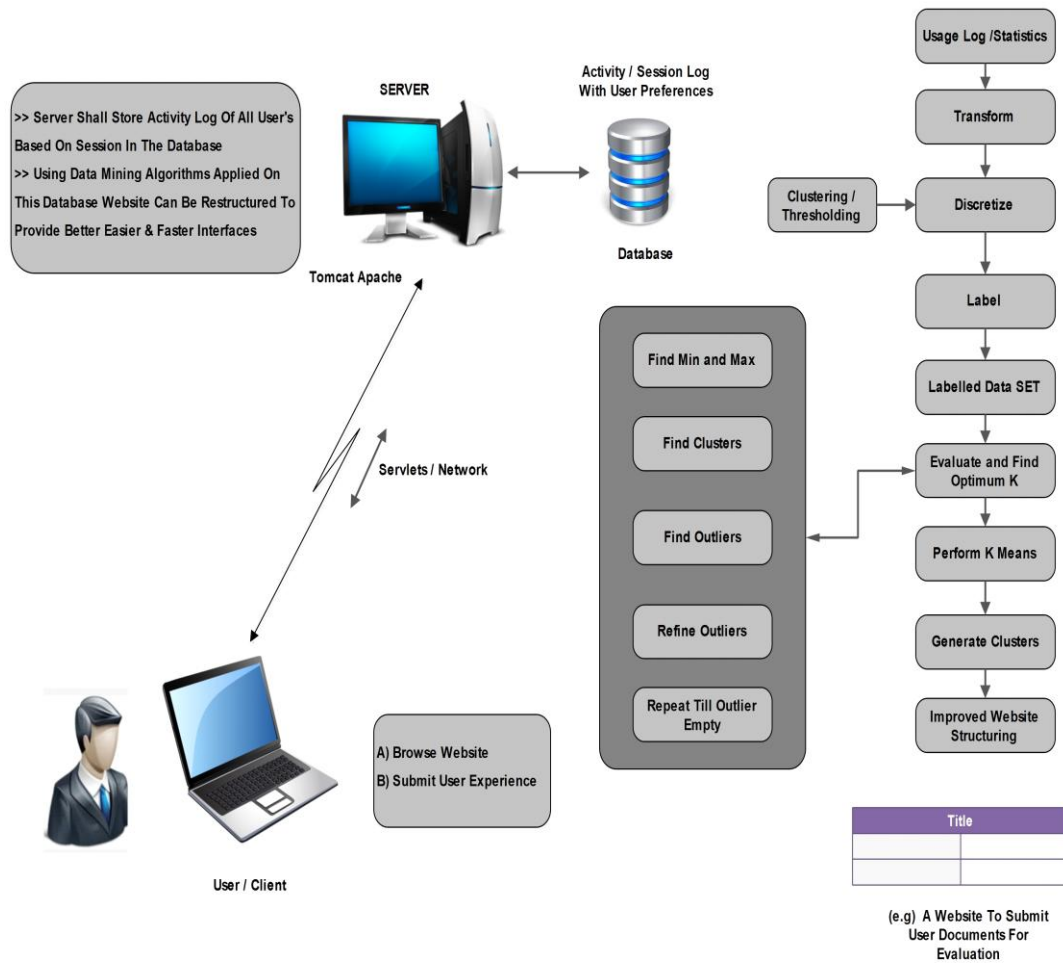 Usage Log /Statistics
Activity / Session Log
With User Preferences
SERVER
>> Server Shall Store Activity Log Of All User's
Based On Session In The Database
>> Using Data Mining Algorithms Applied On
This Database Website Can Be Restructured To
Provide Better Easier & Faster Interfaces
Transform
Clustering /
Thresholding
Discretize
Database
Tomcat Apache
Label
Find Min and Max
Labelled Data SET
Find Clusters
Evaluate and Find
Optimum K
Servlets / Network
Find Outliers
Perform K Means
Refine Outliers
Generate Clusters
Repeat Till Outlier
Empty
Improved Website
Structuring
A) Browse Website
B) Submit User Experience
User / Client
Title
(e.g) A Website To Submit
User Documents For
Evaluation